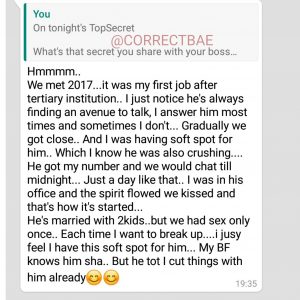 You
On tonight's TopSecret
@CORRECTBAE
What's that secret you share with your boss...
Hmmmm..
We met 2017...it was my first job after
tertiary institution.. I just notice he's always
finding an avenue to talk, I answer him most
times and sometimes I don't... Gradually we
got close.. And I was having soft spot for
him.. Which I know he was also crushing....
He got my number and we would chat till
midnight... Just a day like that.. I was in his
office and the spirit flowed we kissed and
that's how it's started...
He's married with 2kids..but we had sex only
once.. Each time I want to break up....i jusy
feel I have this soft spot for him... My BF
knows him sha.. But he tot I cut things with
him already😊😊
19:35